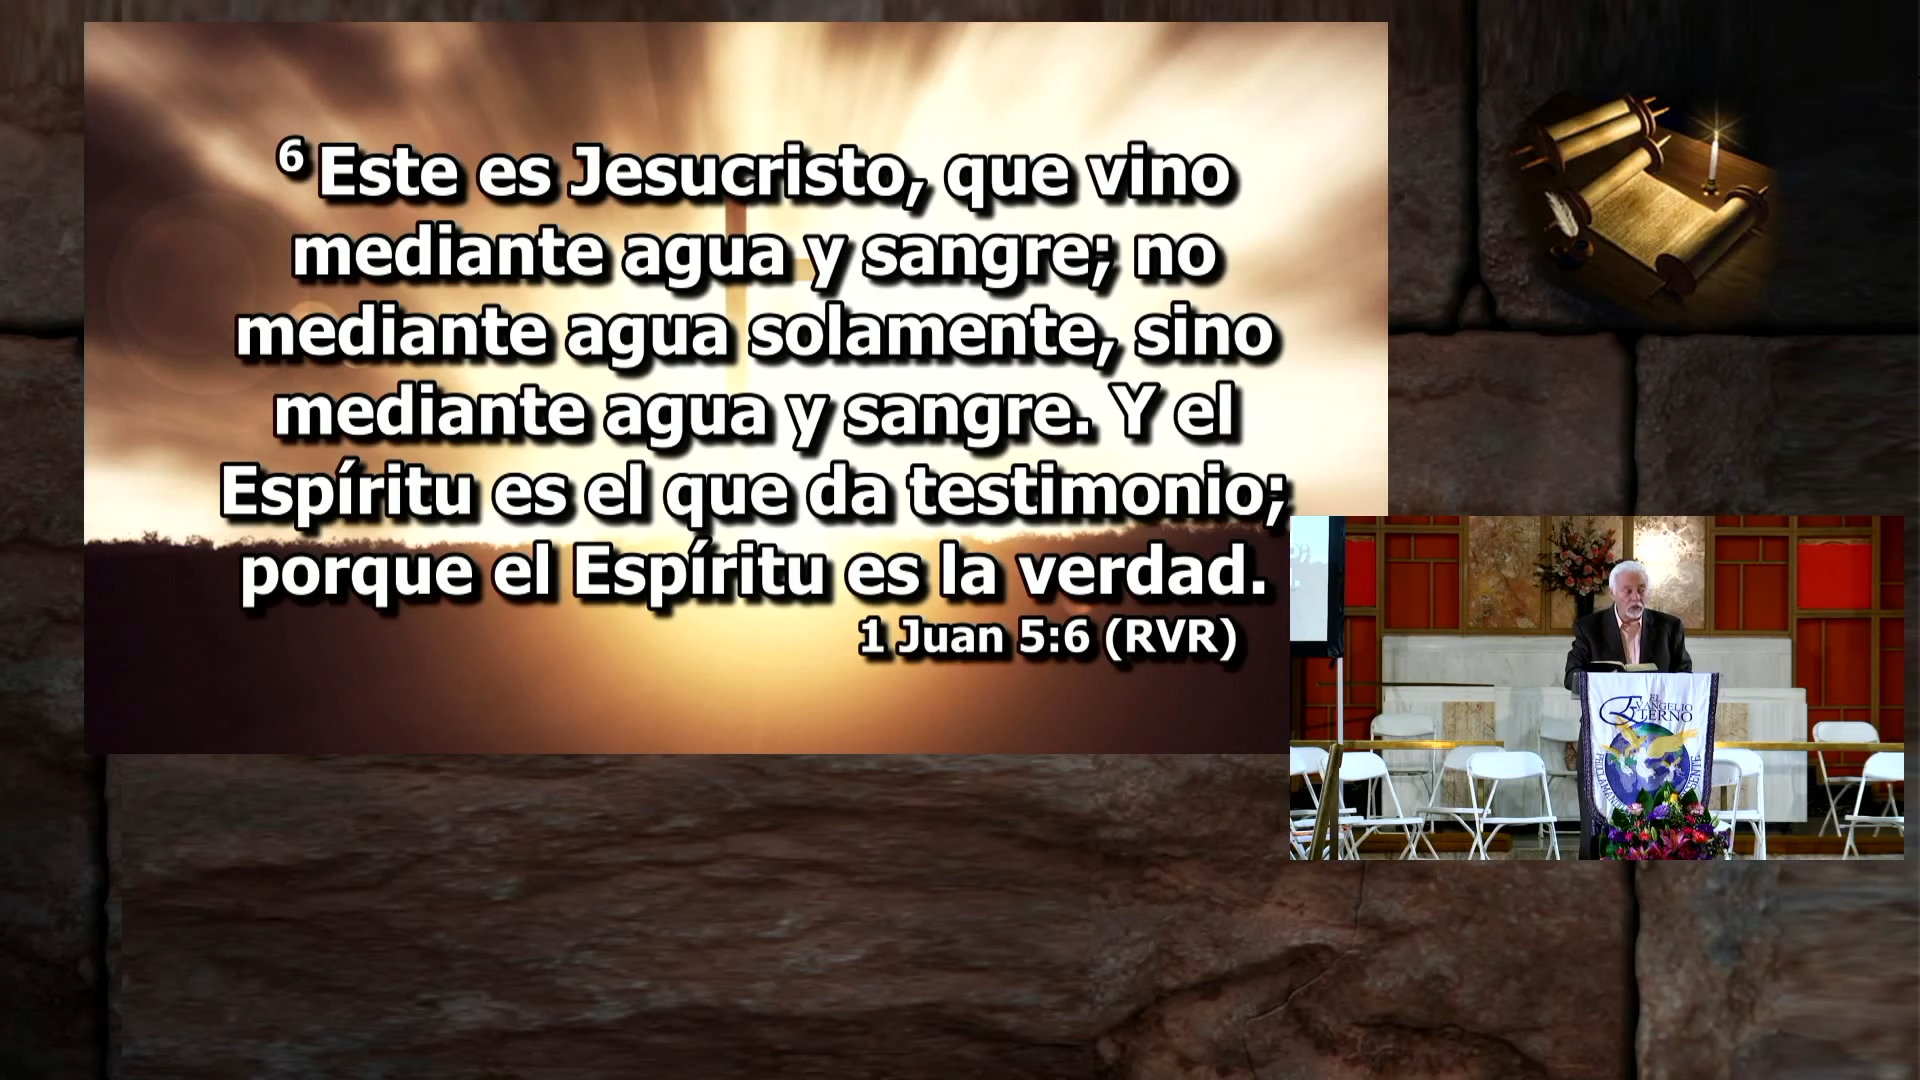 6 Este es Jesucristo, que vino
mediante agua y sangre; no
mediante agua solamente, sino
mediante agua y sangre. Y el
Espíritu es el que da testimonio;
porque el Espíritu es la verdad.
1 Juan 5:6 (RVR)
EL
EVANGELIO
ETERNO